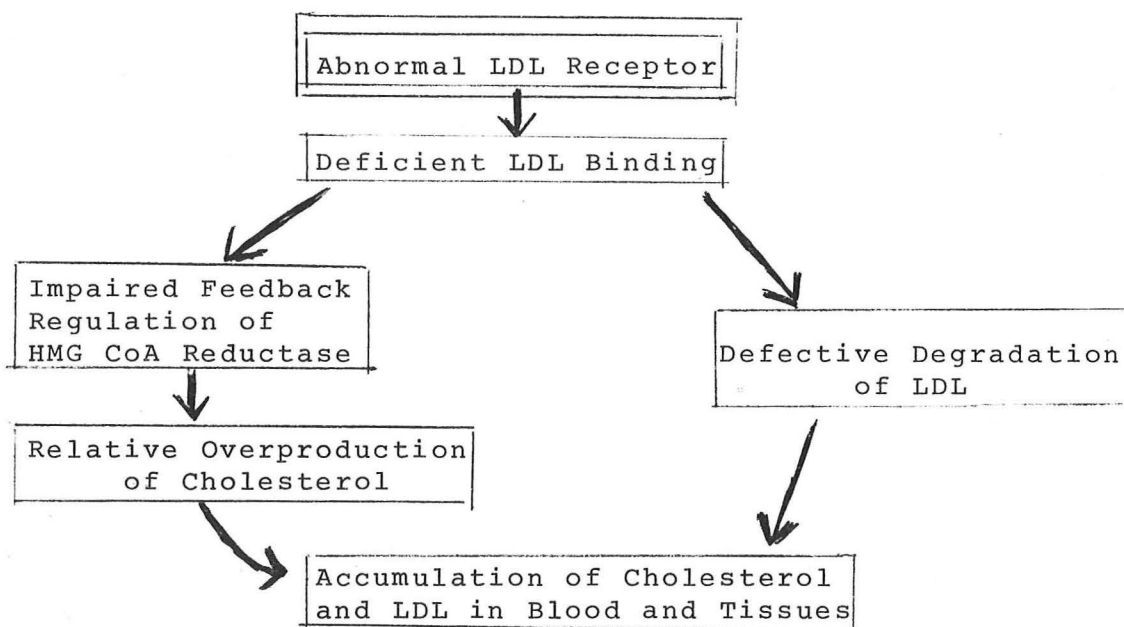 Abnormal LDL Receptor
Deficient LDL Binding
Impaired Feedback
Regulation of
HMG CoA Reductase
Defective Degradation
of LDL
Relative Overproduction
of Cholesterol
Accumulation of Cholesterol
and LDL in Blood and Tissues